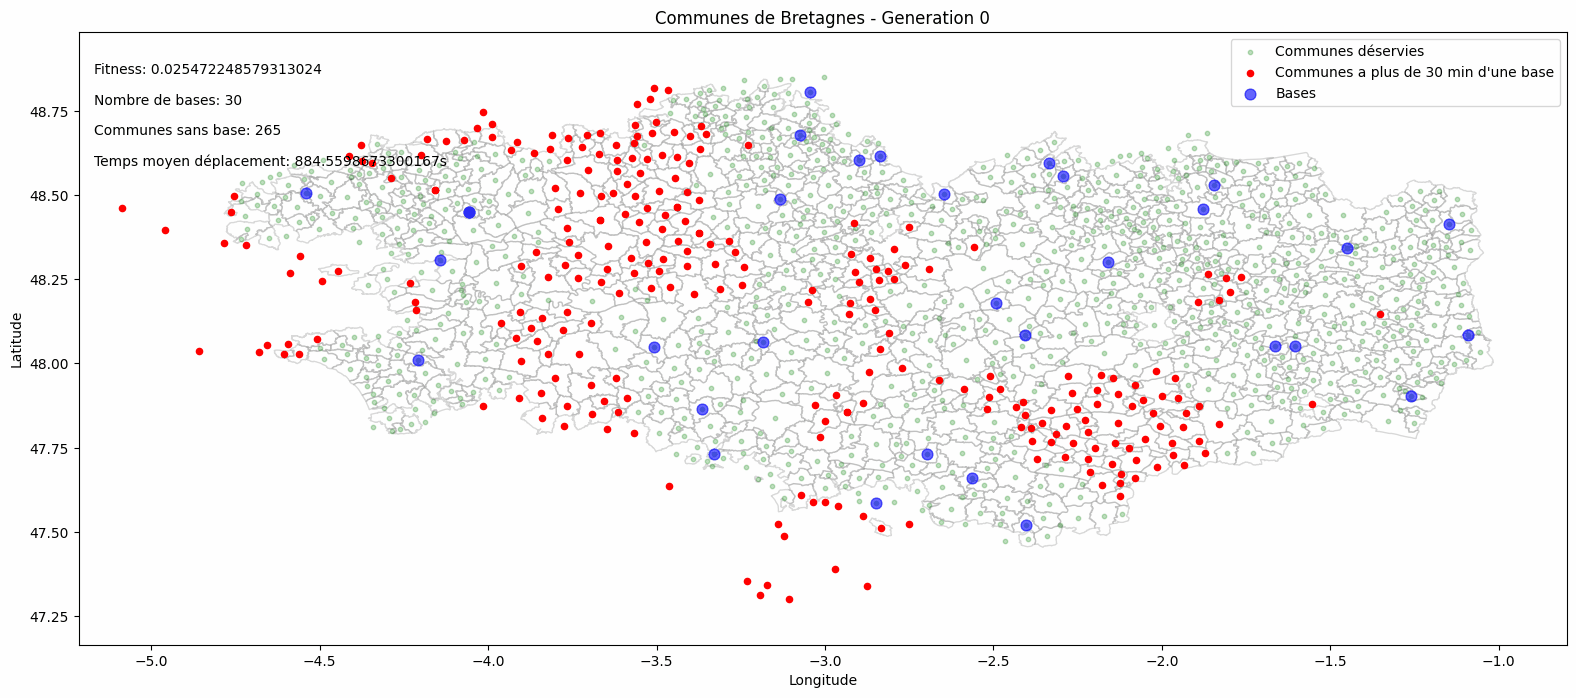 Communes de Bretagnes - Generation 0
Fitness: 0.025472248579313024
Nombre de bases: 30
Communes sans base: 265
Temps moyen déplacement: 884.5598673300167s
Communes déservies
Communes a plus de 30 min d'une base
Bases
Latitude
48.75
48.50
48.25
48.00
47.75
47.50
47.25
−5.0 −4.5 −4.0 −3.5 −3.0 −2.5 −2.0 −1.5 −1.0
Longitude